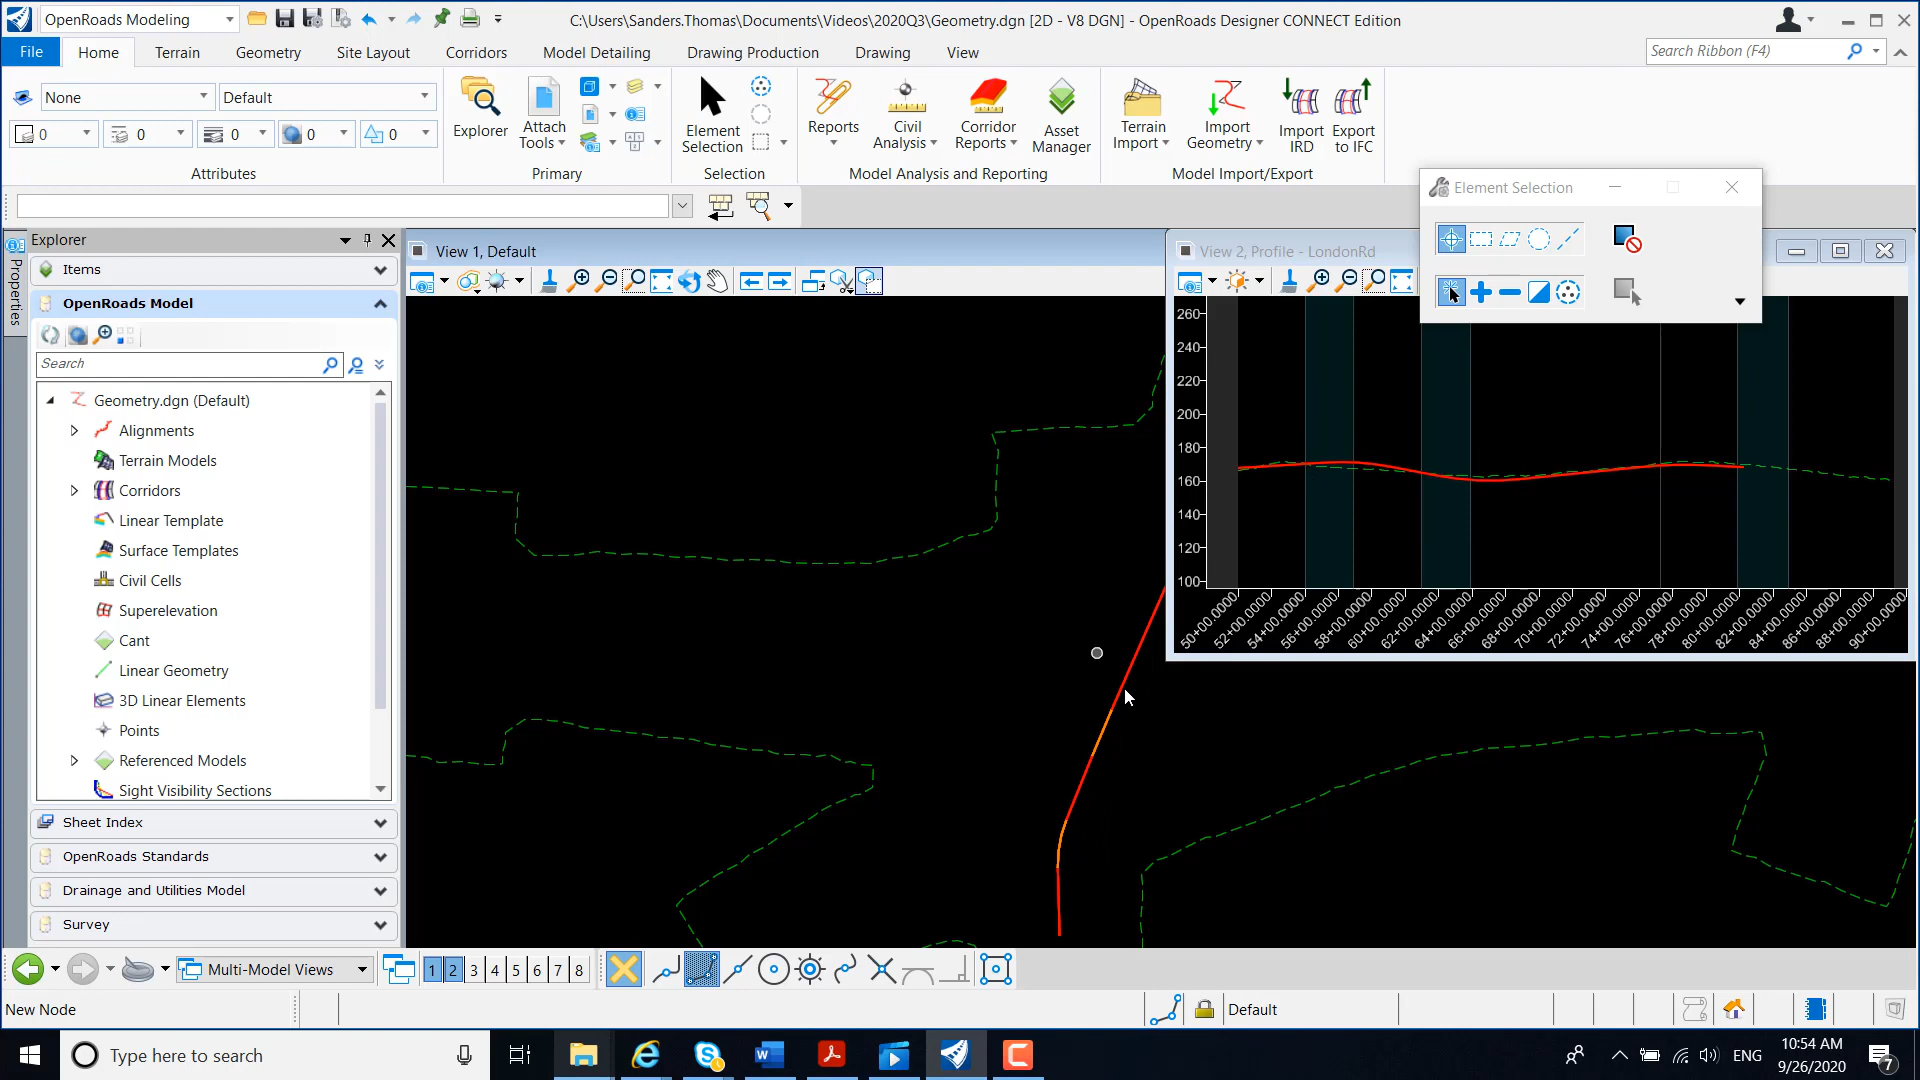 OpenRoads Modeling
C:\Users\Sanders.Thomas\Documents\Videos\2020Q3\Geometry.dgn [2D - V8 DGN] - OpenRoads Designer CONNECT Edition
File Home Terrain Geometry Site Layout Corridors Model Detailing Drawing Production Drawing View
Search Ribbon (F4)
None Default
0 0 0 0 0
Attributes
Explorer
Attach
Tools
Primary
Element
Selection
Selection
Reports
Civil
Analysis
Corridor
Reports
Asset
Manager
Model Analysis and Reporting
Terrain
Import
Import
Geometry
Import
IRD
Export
to IFC
Model Import/Export
Element Selection
Properties
Explorer
Items
OpenRoads Model
Search
Geometry.dgn (Default)
Alignments
Terrain Models
Corridors
Linear Template
Surface Templates
Civil Cells
Superelevation
Cant
Linear Geometry
3D Linear Elements
Points
Referenced Models
Sight Visibility Sections
Sheet Index
OpenRoads Standards
Drainage and Utilities Model
Survey
View 1, Default
View 2, Profile - LondonRd
260
240
220
200
180
160
140
120
100
50+00.0000
52+00.0000
54+00.0000
56+00.0000
58+00.0000
60+00.0000
62+00.0000
64+00.0000
66+00.0000
68+00.0000
70+00.0000
72+00.0000
74+00.0000
76+00.0000
78+00.0000
80+00.0000
82+00.0000
84+00.0000
86+00.0000
88+00.0000
90+00.0000
Multi-Model Views
1 2 3 4 5 6 7 8
New Node
Default
Type here to search
ENG
10:54 AM
9/26/2020
7